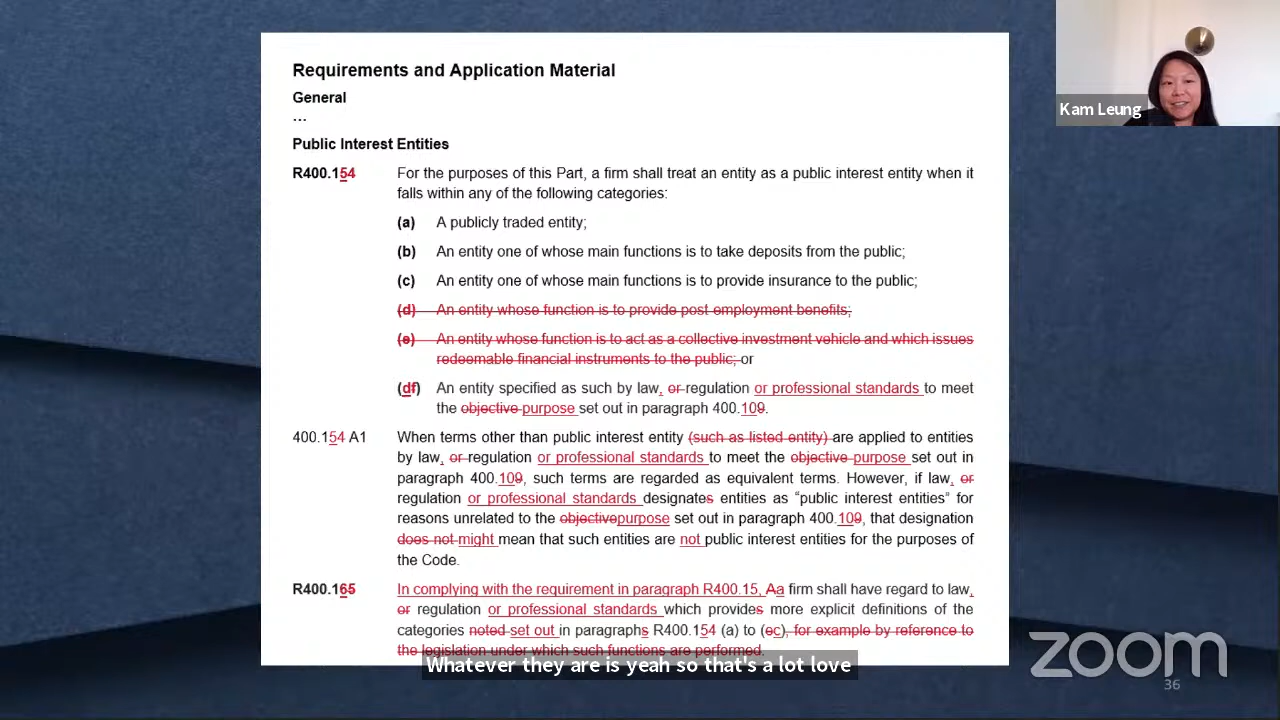 Requirements and Application Material
General
...
Public Interest Entities
R400.154 For the purposes of this Part, a firm shall treat an entity as a public interest entity when it
falls within any of the following categories:
(a) A publicly traded entity;
(b) An entity one of whose main functions is to take deposits from the public;
(c) An entity one of whose main functions is to provide insurance to the public;
(d) An entity whose function is to provide post-employment benefits;
(e) An entity whose function is to act as a collective investment vehicle and which issues
redeemable financial instruments to the public; or
(df) An entity specified as such by law, or regulation or professional standards to meet
the objective purpose set out in paragraph 400.109.
400.154 A1 When terms other than public interest entity (such as listed entity) are applied to entities
by law, or regulation or professional standards to meet the objective purpose set out in
paragraph 400.109, such terms are regarded as equivalent terms. However, if law, or
regulation or professional standards designates entities as “public interest entities” for
reasons unrelated to the objectivepurpose set out in paragraph 400.109, that designation
does not might mean that such entities are not public interest entities for the purposes of
the Code.
R400.165 In complying with the requirement in paragraph R400.15, Aa firm shall have regard to law,
or regulation or professional standards which provides more explicit definitions of the
categories noted set out in paragraphs R400.154 (a) to (ec), for example by reference to
the legislation under which such functions are performed.
Whatever they are is yeah so that's a lot love
Kam Leung
zoom
36